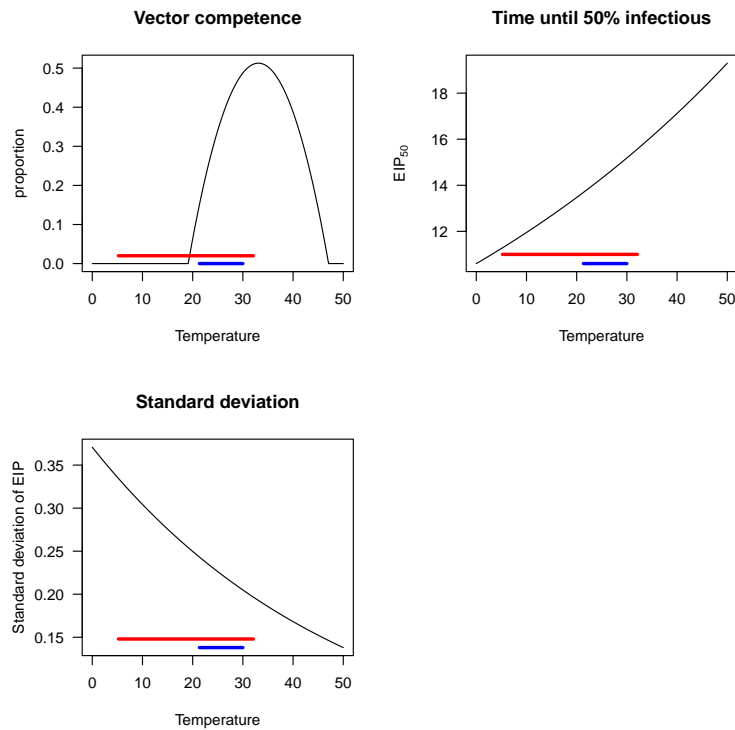 Vector competence
proportion
0.5
0.4
0.3
0.2
0.1
0.0
0 10 20 30 40 50
Temperature
Time until 50% infectious
EIP50
18
16
14
12
0 10 20 30 40 50
Temperature
Standard deviation
Standard deviation of EIP
0.35
0.30
0.25
0.20
0.15
0 10 20 30 40 50
Temperature